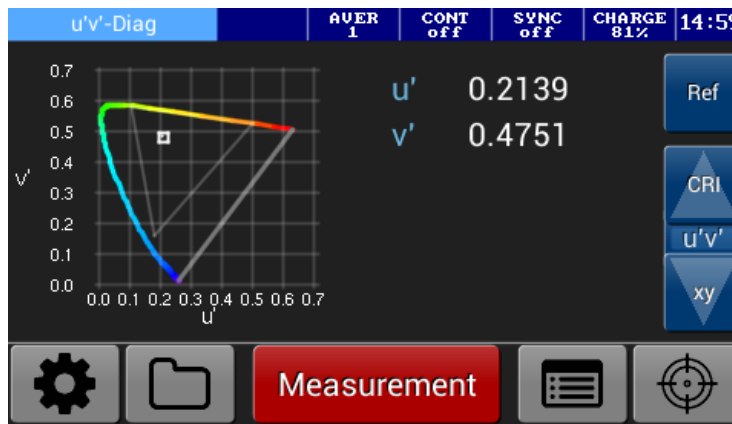 u'v'-Diag
AVER
1
CONT
off
SYNC
off
CHARGE
81%
14:59
0.7
0.6
0.5
0.4
0.3
0.2
0.1
0.0
v'
0.0 0.1 0.2 0.3 0.4 0.5 0.6 0.7
u'
u' 0.2139
v' 0.4751
Ref
CRI
u'v'
xy
Measurement